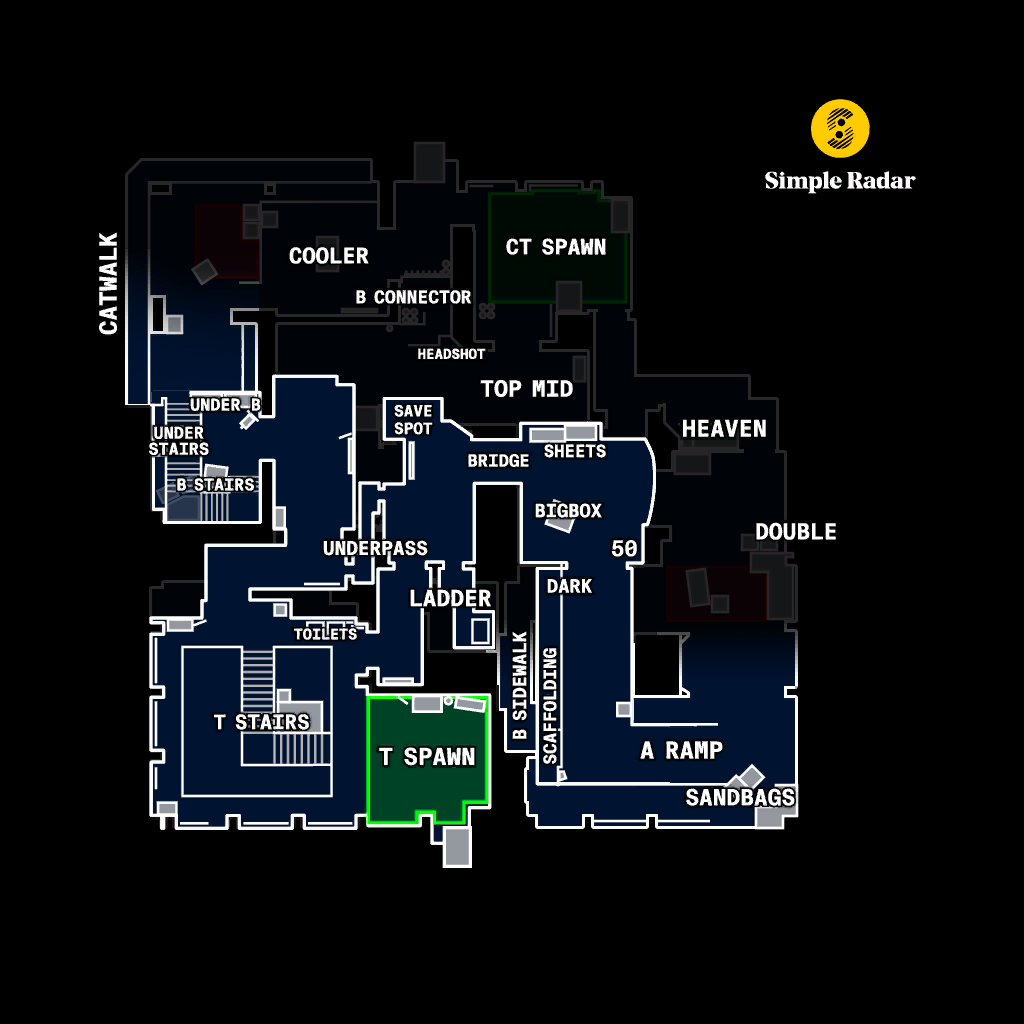 Simple Radar
CATWALK
COOLER
CT SPAWN
B CONNECTOR
HEADSHOT
TOP MID
UNDER B
SAVE
SPOT
HEAVEN
UNDER
STAIRS
BRIDGE
SHEETS
B STAIRS
BIGBOX
DOUBLE
UNDERPASS
50
DARK
LADDER
TOILETS
B SIDEWALK
SCAFFOLDING
T STAIRS
T SPAWN
A RAMP
SANDBAGS